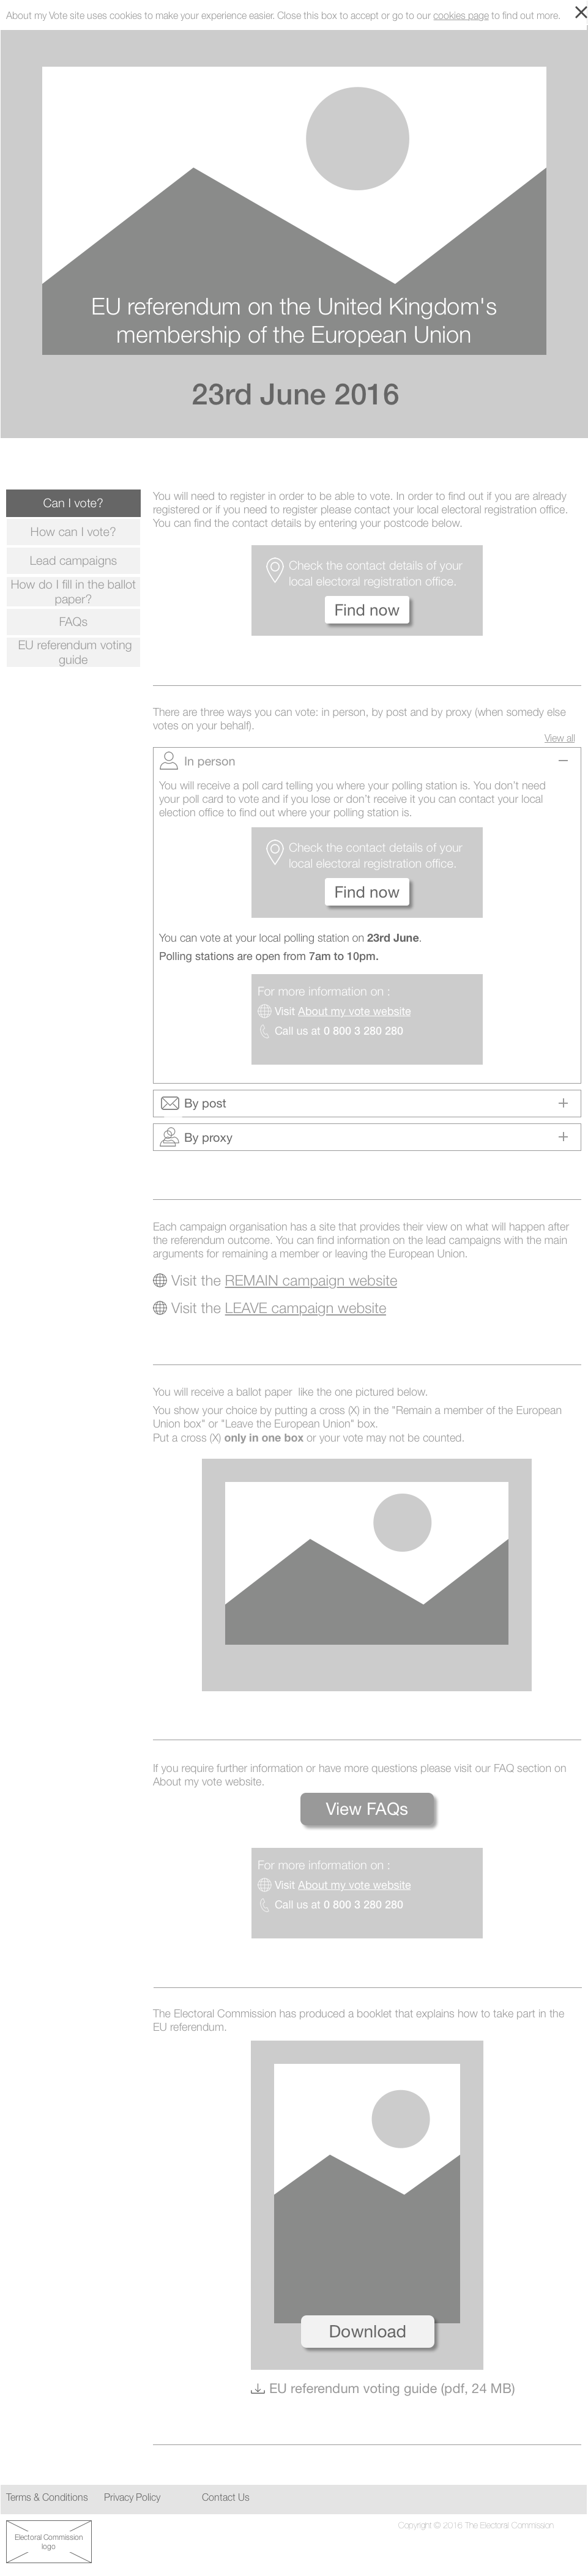 About my Vote site uses cookies to make your experience easier. Close this box to accept or go to our cookies page to find out more.
EU referendum on the United Kingdom's
membership of the European Union
23rd June 2016
Can I vote?
How can I vote?
Lead campaigns
How do I fill in the ballot
paper?
FAQs
EU referendum voting
guide
You will need to register in order to be able to vote. In order to find out if you are already
registered or if you need to register please contact your local electoral registration office.
You can find the contact details by entering your postcode below.
Check the contact details of your
local electoral registration office.
Find now
There are three ways you can vote: in person, by post and by proxy (when somedy else
votes on your behalf).
View all
In person
You will receive a poll card telling you where your polling station is. You don't need
your poll card to vote and if you lose or don't receive it you can contact your local
election office to find out where your polling station is.
Check the contact details of your
local electoral registration office.
Find now
You can vote at your local polling station on 23rd June.
Polling stations are open from 7am to 10pm.
For more information on :
Visit About my vote website
Call us at 0 800 3 280 280
By post
By proxy
Each campaign organisation has a site that provides their view on what will happen after
the referendum outcome. You can find information on the lead campaigns with the main
arguments for remaining a member or leaving the European Union.
Visit the REMAIN campaign website
Visit the LEAVE campaign website
You will receive a ballot paper like the one pictured below.
You show your choice by putting a cross (X) in the "Remain a member of the European
Union box" or "Leave the European Union" box.
Put a cross (X) only in one box or your vote may not be counted.
If you require further information or have more questions please visit our FAQ section on
About my vote website.
View FAQs
For more information on :
Visit About my vote website
Call us at 0 800 3 280 280
The Electoral Commission has produced a booklet that explains how to take part in the
EU referendum.
Download
EU referendum voting guide (pdf, 24 MB)
Terms & Conditions Privacy Policy Contact Us
Electoral Commission
logo
Copyright © 2016 The Electoral Commission